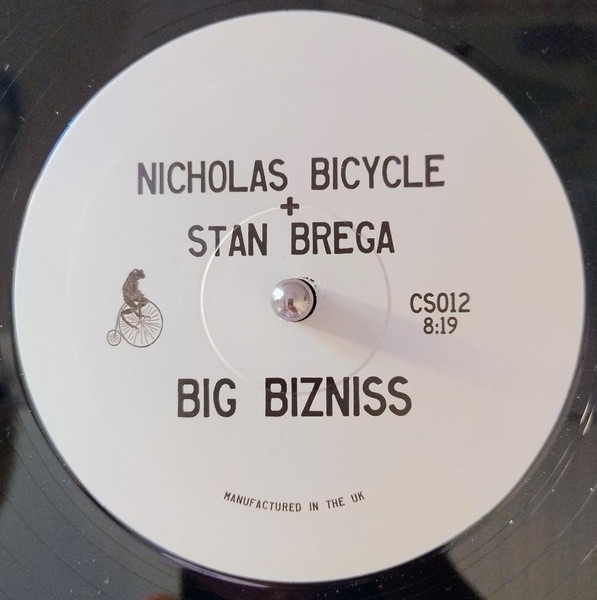 NICHOLAS BICYCLE
+
STAN BREGA
CS012
8:19
BIG BIZNISS
MANUFACTURED IN THE UK